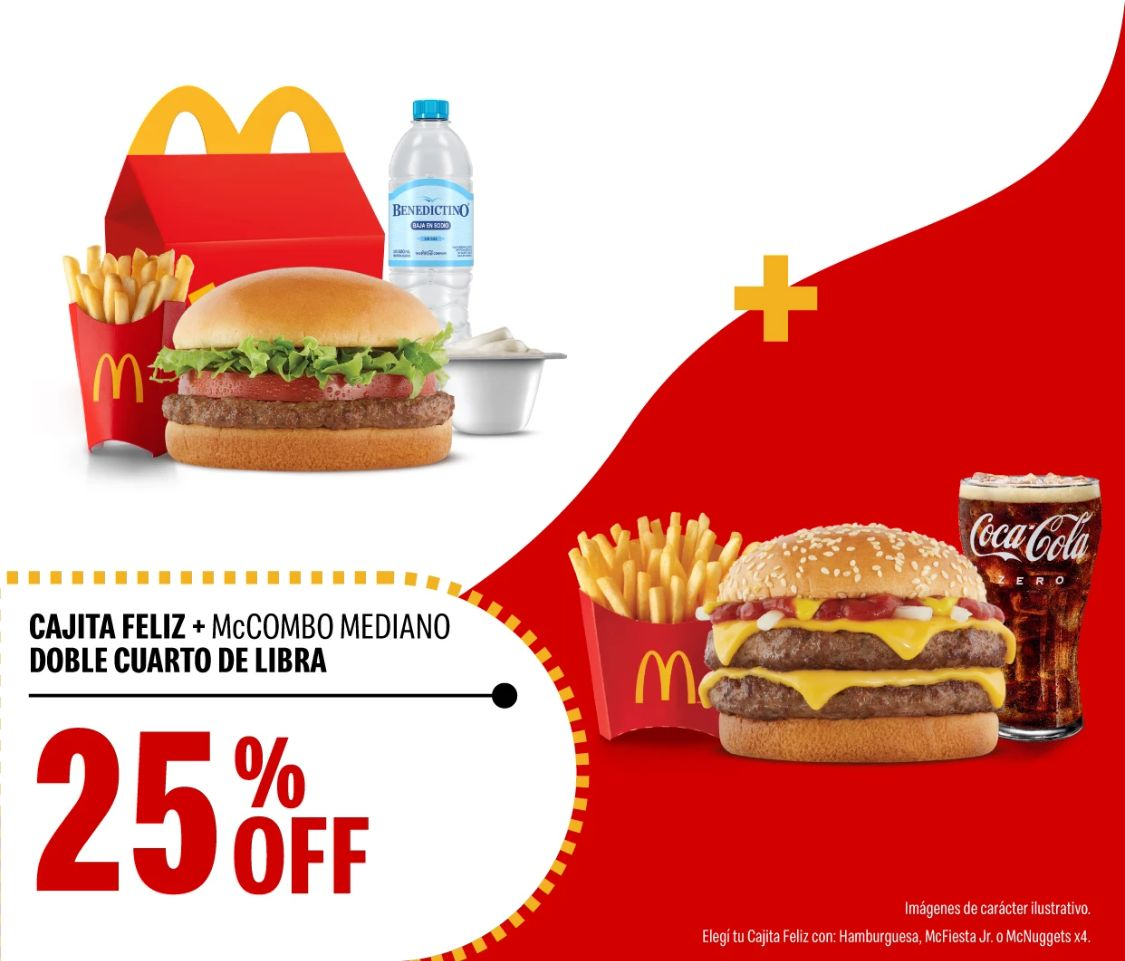 BENEDICTINO
BAJA EN SODIO
Coca-Cola
ZERO
CAJITA FELIZ + McCOMBO MEDIANO
DOBLE CUARTO DE LIBRA
25% OFF
Imágenes de carácter ilustrativo.
Elegí tu Cajita Feliz con: Hamburguesa, McFiesta Jr. o McNuggets x4.